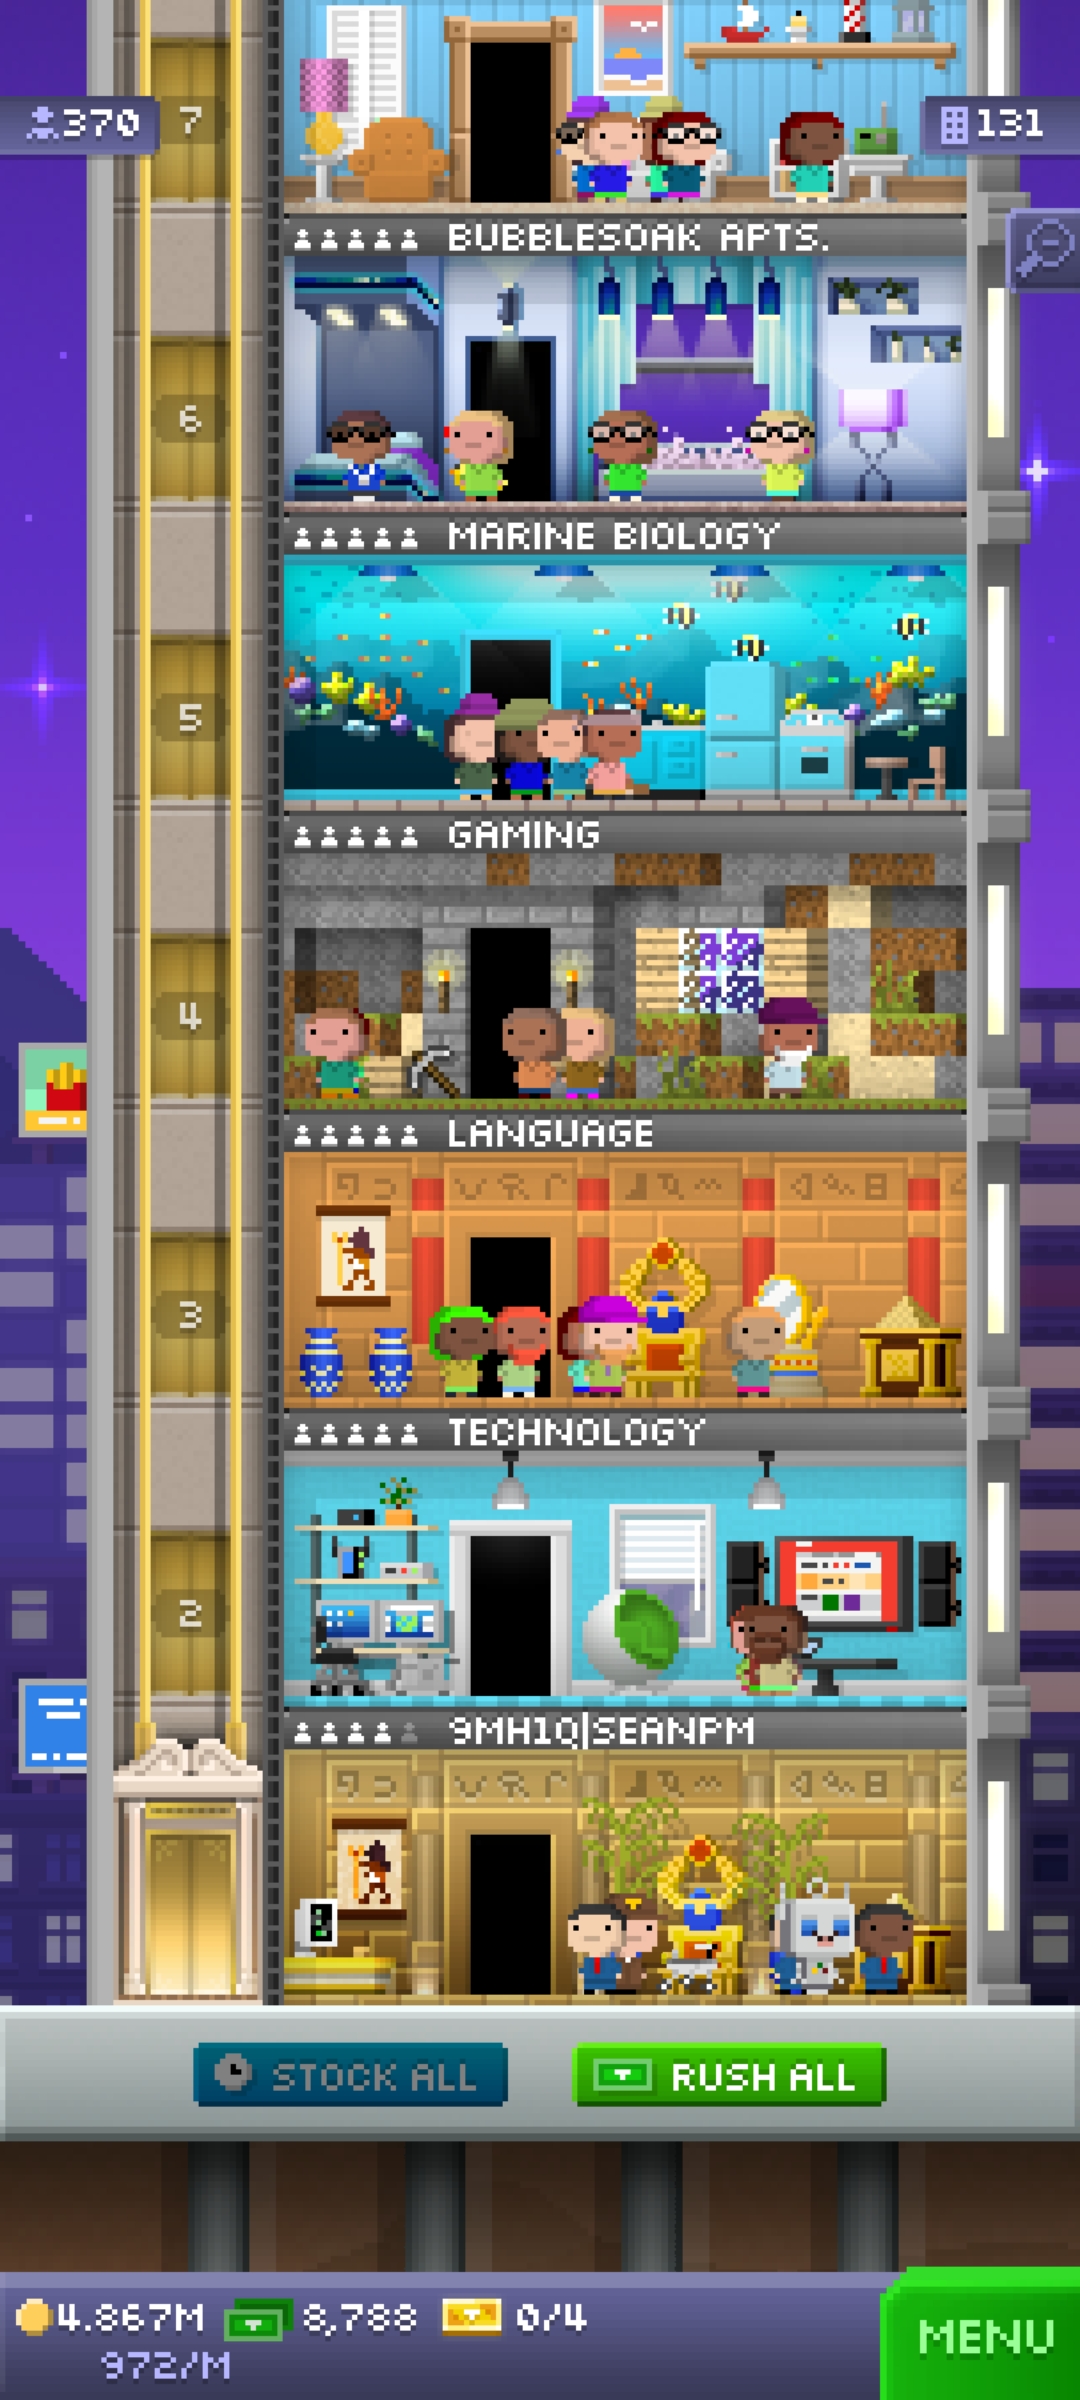 370
7
131
BUBBLESOAK APTS.
6
MARINE BIOLOGY
5
GAMING
4
LANGUAGE
3
TECHNOLOGY
2
9MH1Q|SEANPM
STOCK ALL
RUSH ALL
4.867M
8,788
0/4
972/M
MENU